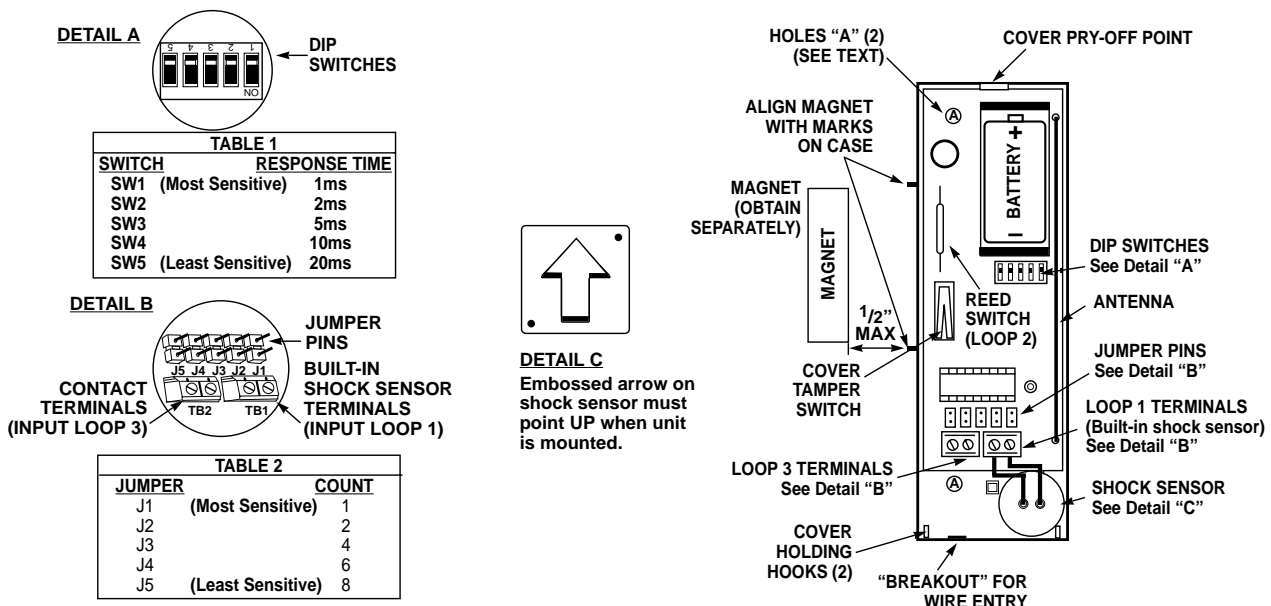 DETAIL A
5 4 3 2 1
ON
DIP
SWITCHES
TABLE 1
SWITCH RESPONSE TIME
SW1 (Most Sensitive) 1ms
SW2 2ms
SW3 5ms
SW4 10ms
SW5 (Least Sensitive) 20ms
DETAIL B
JUMPER
PINS
J5 J4 J3 J2 J1
TB2 TB1
CONTACT
TERMINALS
(INPUT LOOP 3)
BUILT-IN
SHOCK SENSOR
TERMINALS
(INPUT LOOP 1)
TABLE 2
JUMPER COUNT
J1 (Most Sensitive) 1
J2 2
J3 4
J4 6
J5 (Least Sensitive) 8
DETAIL C
Embossed arrow on
shock sensor must
point UP when unit
is mounted.
HOLES “A” (2)
(SEE TEXT)
COVER PRY-OFF POINT
ALIGN MAGNET
WITH MARKS
ON CASE
MAGNET
(OBTAIN
SEPARATELY)
MAGNET
1/2”
MAX
A
BATTERY
+
–
DIP SWITCHES
See Detail “A”
ANTENNA
REED
SWITCH
(LOOP 2)
COVER
TAMPER
SWITCH
JUMPER PINS
See Detail “B”
LOOP 1 TERMINALS
(Built-in shock sensor)
See Detail “B”
LOOP 3 TERMINALS
See Detail “B”
A
SHOCK SENSOR
See Detail “C”
COVER
HOLDING
HOOKS (2)
“BREAKOUT” FOR
WIRE ENTRY